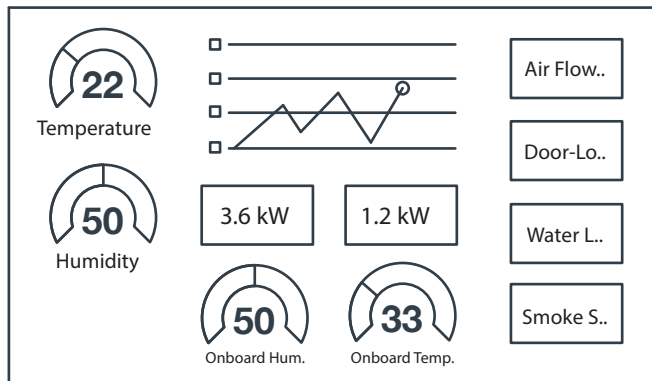 22
Temperature
50
Humidity
3.6 kW
1.2 kW
50
Onboard Hum.
33
Onboard Temp.
Air Flow..
Door-Lo..
Water L..
Smoke S..